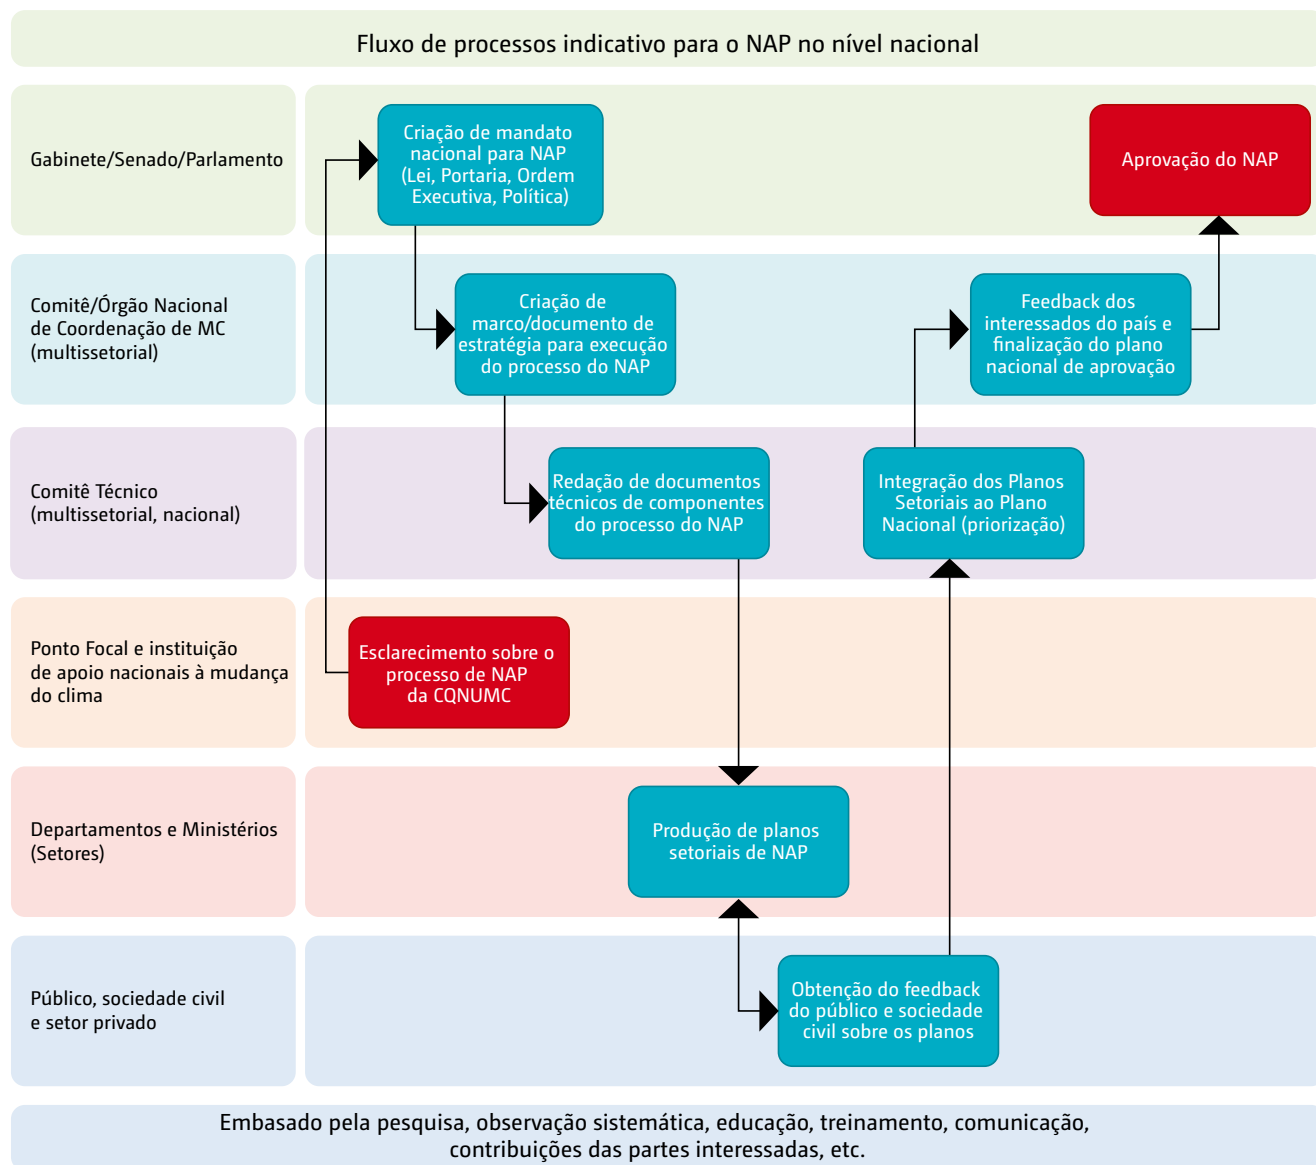 Fluxo de processos indicativo para o NAP no nível nacional
Gabinete/Senado/Parlamento
Criação de mandato
nacional para NAP
(Lei, Portaria, Ordem
Executiva, Política)
Aprovação do NAP
Comitê/Órgão Nacional
de Coordenação de MC
(multissetorial)
Criação de
marco/documento de
estratégia para execução
do processo do NAP
Feedback dos
interessados do país e
finalização do plano
nacional de aprovação
Comitê Técnico
(multissetorial, nacional)
Redação de documentos
técnicos de componentes
do processo do NAP
Integração dos Planos
Setoriais ao Plano
Nacional (priorização)
Ponto Focal e instituição
de apoio nacionais à mudança
do clima
Esclarecimento sobre o
processo de NAP
da CQNUMC
Departamentos e Ministérios
(Setores)
Produção de planos
setoriais de NAP
Público, sociedade civil
e setor privado
Obtenção do feedback
do público e sociedade
civil sobre os planos
Embasado pela pesquisa, observação sistemática, educação, treinamento, comunicação,
contribuições das partes interessadas, etc.